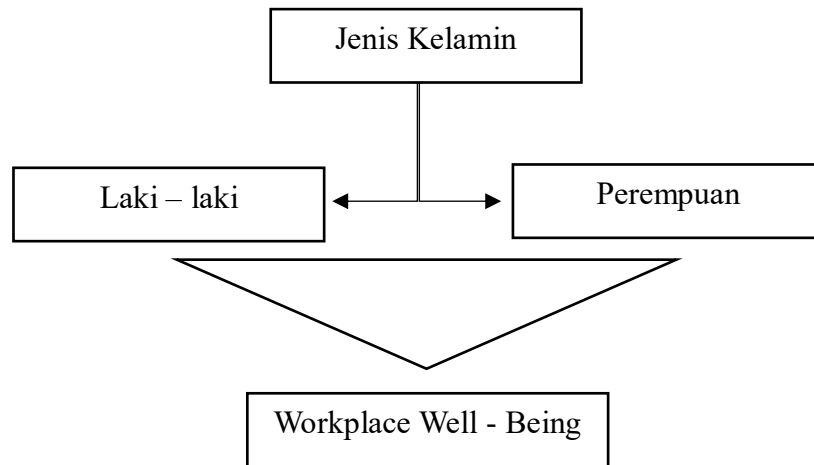 Jenis Kelamin
Laki – laki
Perempuan
Workplace Well - Being